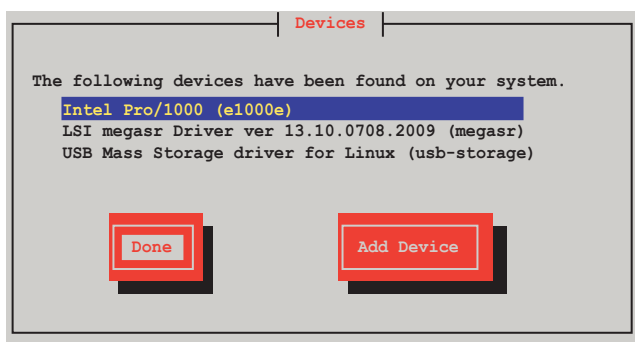 Devices
The following devices have been found on your system.
Intel Pro/1000 (e1000e)
LSI megasr Driver ver 13.10.0708.2009 (megasr)
USB Mass Storage driver for Linux (usb-storage)
Done
Add Device